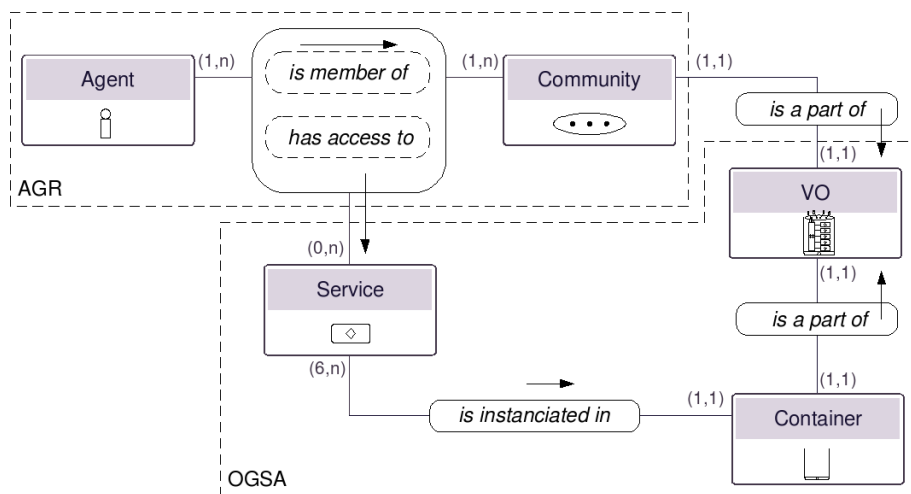 Agent
(1,n)
is member of
has access to
(1,n)
Community
(1,1)
is a part of
(1,1)
AGR
VO
(0,n)
Service
(6,n)
(1,1)
is a part of
(1,1)
is instanciated in
(1,1)
Container
OGSA